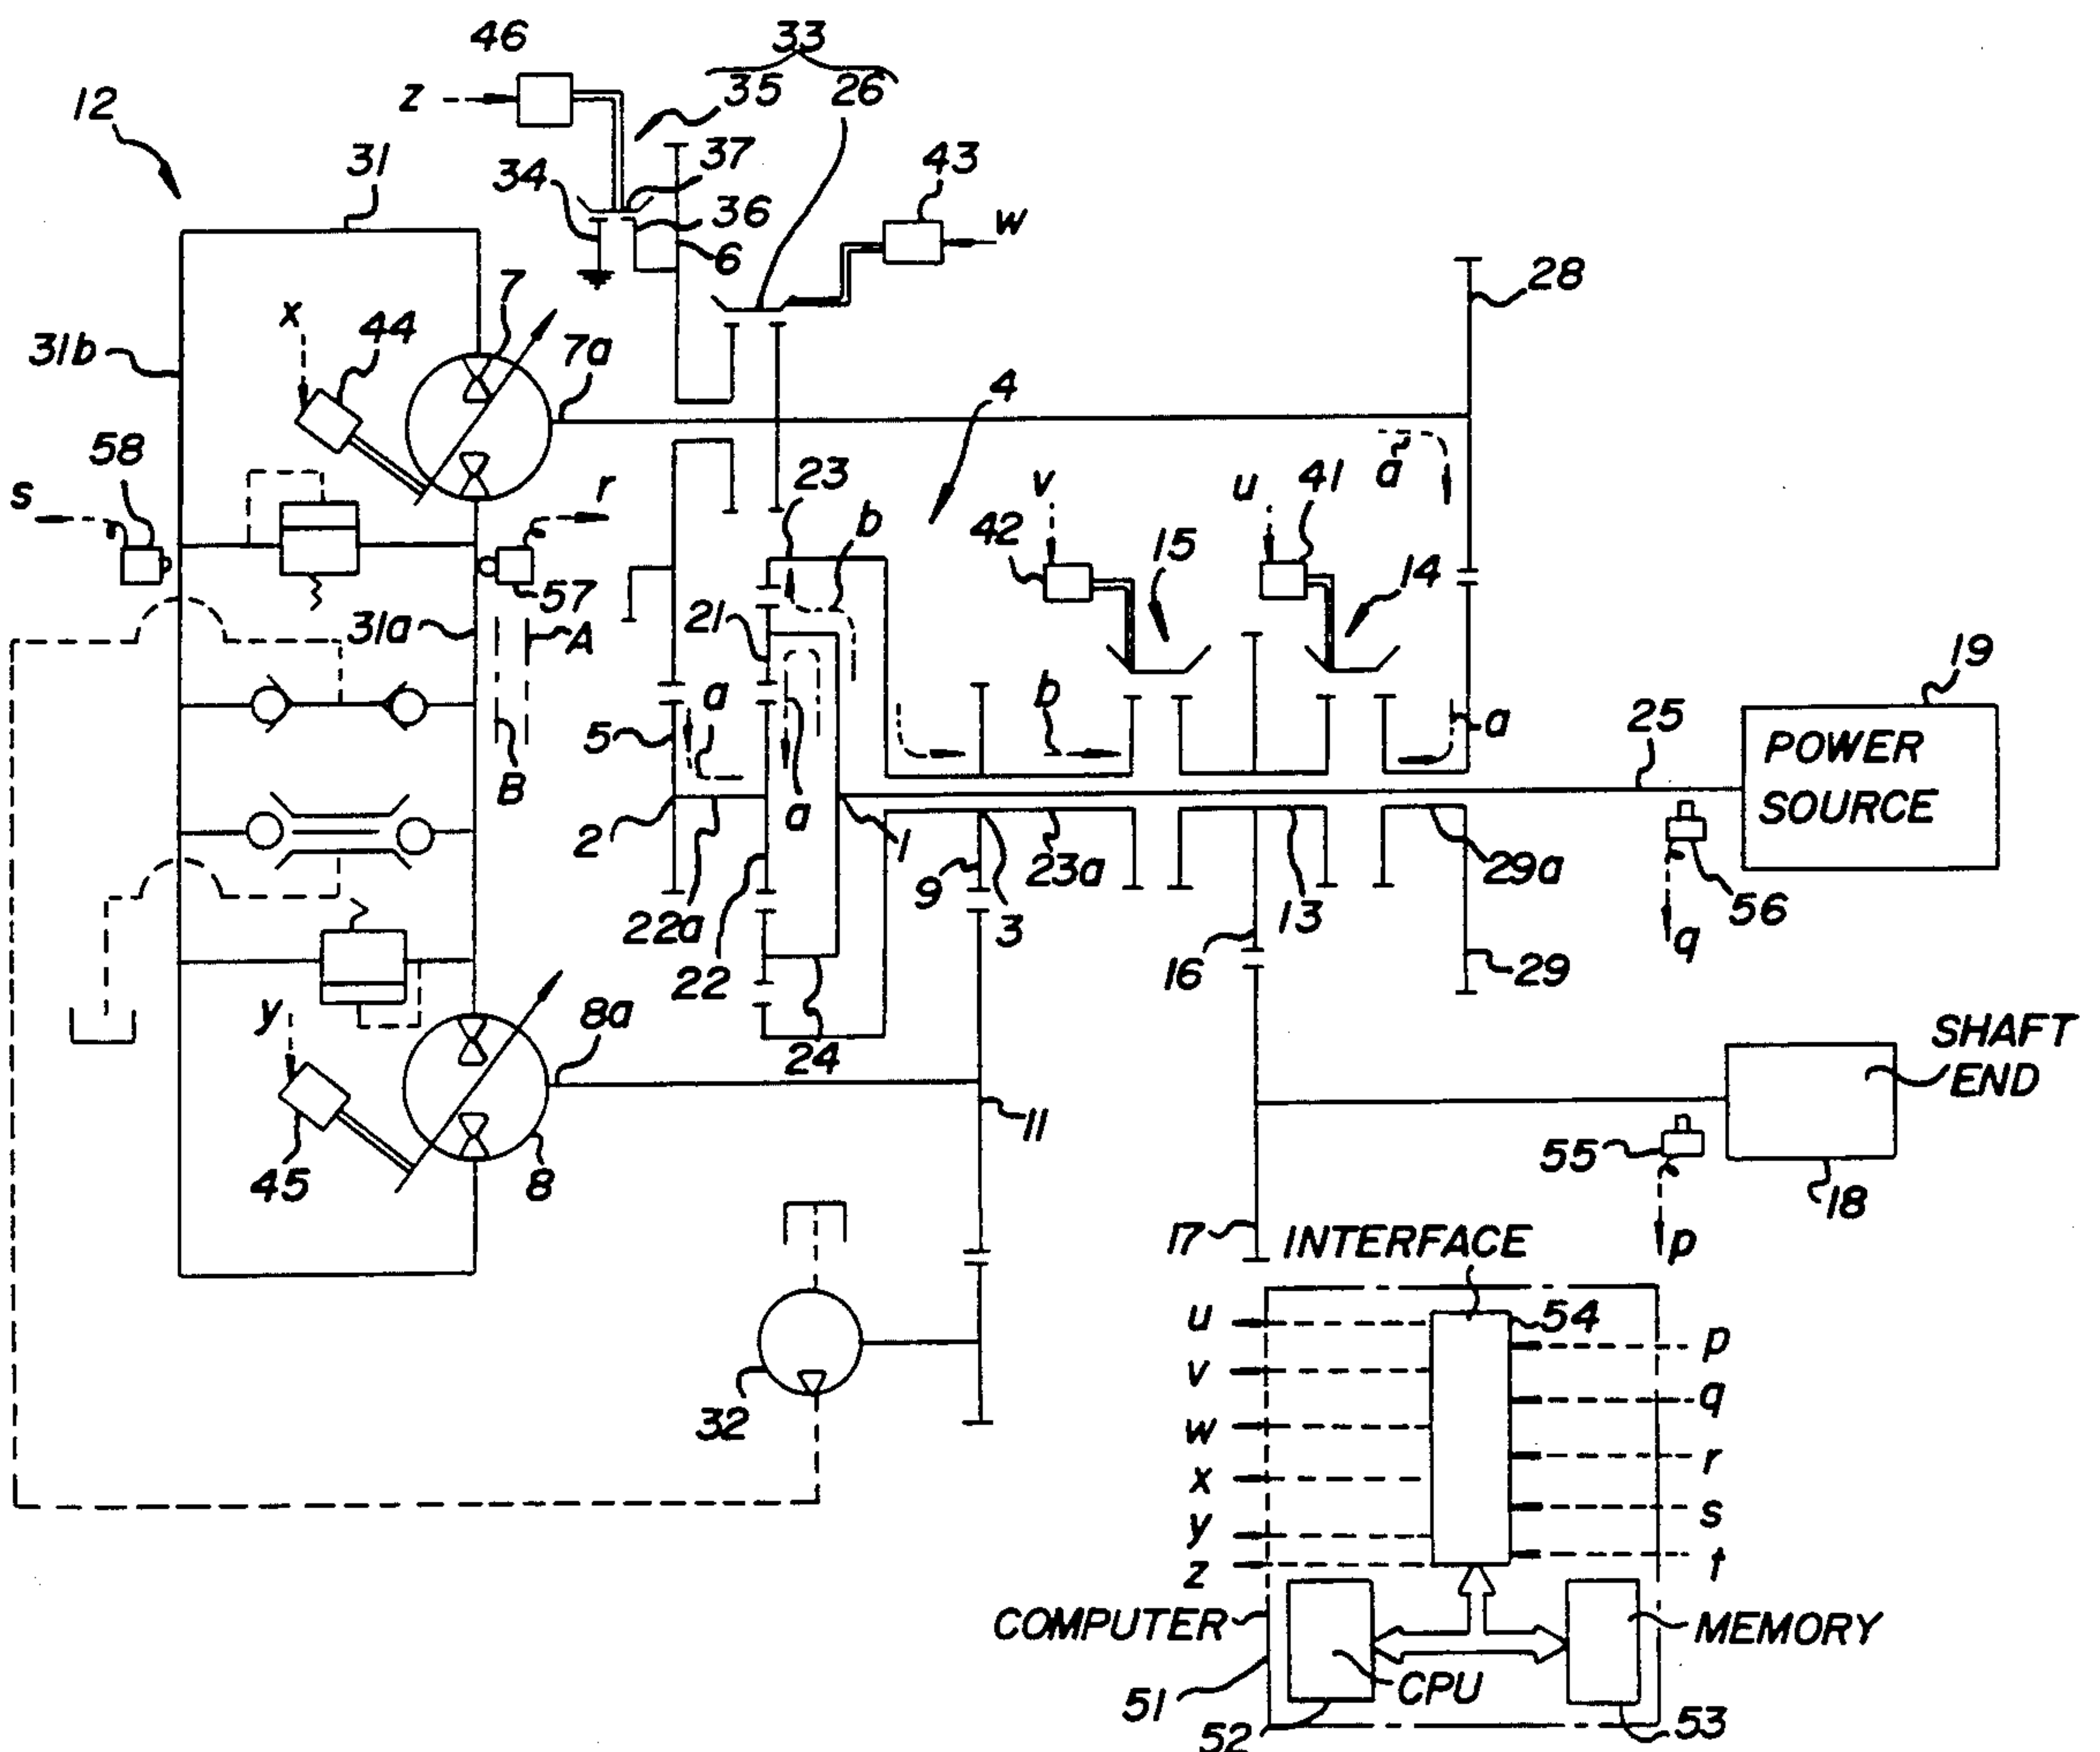 46
33
z
35
26
12
37
43
31
34
36
w
6
28
7
x
44
7a
31b
4
58
23
v
u
41
a
s
r
b
42
15
14
57
31a
A
21
19
a
b
a
25
5
B
POWER
SOURCE
2
a
1
9
23a
29a
22a
3
13
56
22
16
29
q
y
8a
24
SHAFT
END
11
45
8
55
18
17
INTERFACE
p
u
54
p
v
32
q
w
r
x
s
y
t
z
COMPUTER
MEMORY
CPU
51
52
53